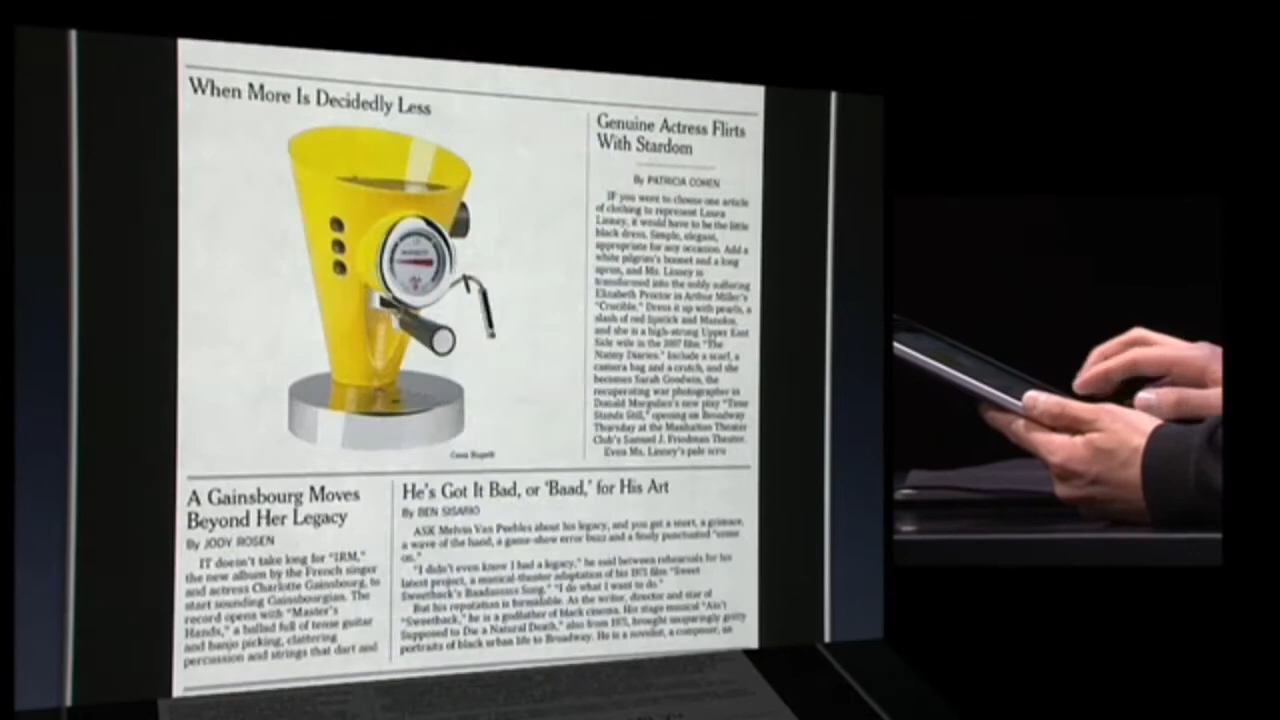 When More Is Decidedly Less
Genuine Actress Flirts
With Stardom
By PATRICIA COHEN
IF you want to choose one article
of clothing to represent Laura
Linney, it would have to be the little
black dress. Simple, elegant,
appropriate for any occasion. Add a
white pilgrim's bonnet and a long
apron, and Ms. Linney is
transformed into the nobly suffering
Elizabeth Proctor in Arthur Miller's
"Crucible." Dress it up with pearls, a
slash of red lipstick and Manolos,
and she is a high-strung Upper East
Side wife in the 2007 film "The
Nanny Diaries." Include a scarf, a
camera bag and a crutch, and she
becomes Sarah Goodwin, the
recuperating war photographer in
Donald Margulies's new play "Time
Stands Still," opening on Broadway
Thursday at the Manhattan Theater
Club's Samuel J. Friedman Theater.
Even Ms. Linney's pale
A Gainsbourg Moves
Beyond Her Legacy
By JODY ROSEN
IT doesn't take long for "IRM,"
the new album by the French singer
and actress Charlotte Gainsbourg, to
start sounding Gainsbourgian. The
record opens with "Master's
Hands," a ballad full of tense guitar
and banjo picking, clattering
percussion and strings that dart and
He's Got It Bad, or 'Baad,' for His Art
By BEN SISARIO
ASK Melvin Van Peebles about his legacy, and you get a snort, a grimace,
a wave of the hand, a game-show error buzz and a finely punctuated "come
on."
"I didn't even know I had a legacy," he said between rehearsals for his
latest project, a musical-theater adaptation of his 1971 film "Sweet
Sweetback's Baadasssss Song." "I do what I want to do."
But his reputation is formidable. As the writer, director and star of
"Sweetback," he is a godfather of black cinema. His stage musical "Ain't
Supposed to Die a Natural Death," also from 1971, brought unsparingly gritty
portraits of black urban life to Broadway. He is a novelist, a composer, an